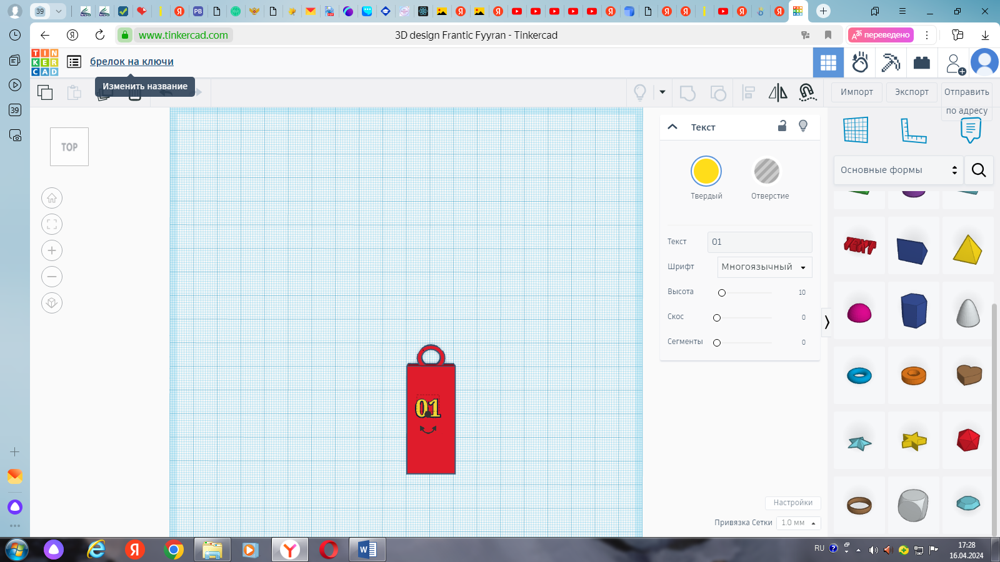 39
PB
www.tinkercad.com
3D design Frantic Fyyran - Tinkercad
переведено
TIN
KER
CAD
брелок на ключи
Изменить название
39
Импорт
Экспорт
Отправить
по адресу
TOP
Текст
Твердый
Отверстие
Основные формы
Текст
01
Шрифт
Многоязычный
Высота
10
Скос
0
Сегменты
0
01
Настройки
Привязка Сетки
1.0 мм
RU
17:28
16.04.2024